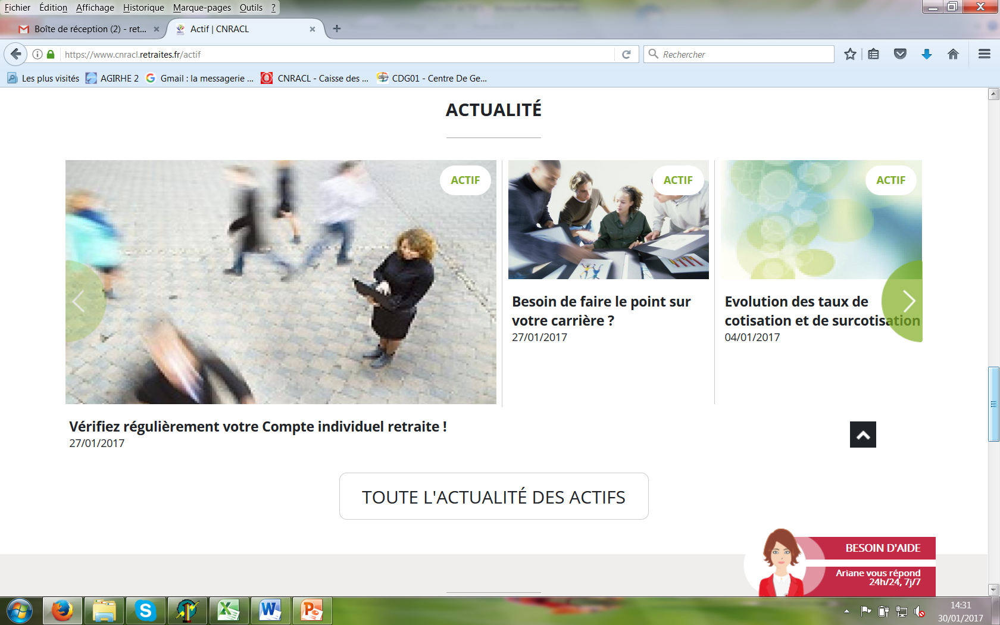 Fichier Édition Affichage Historique Marque-pages Outils ?
Boîte de réception (2) - ret... Actif | CNRACL
https://www.cnracl.retraites.fr/actif Rechercher
Les plus visités AGIRHE 2 Gmail : la messagerie ... CNRACL - Caisse des ... CDG01 - Centre De Ge...
ACTUALITÉ
ACTIF
ACTIF
ACTIF
Besoin de faire le point sur
votre carrière ?
27/01/2017
Evolution des taux de
cotisation et de surcotisation
04/01/2017
Vérifiez régulièrement votre Compte individuel retraite !
27/01/2017
TOUTE L'ACTUALITÉ DES ACTIFS
BESOIN D'AIDE
Ariane vous répond
24h/24, 7j/7
14:31
30/01/2017